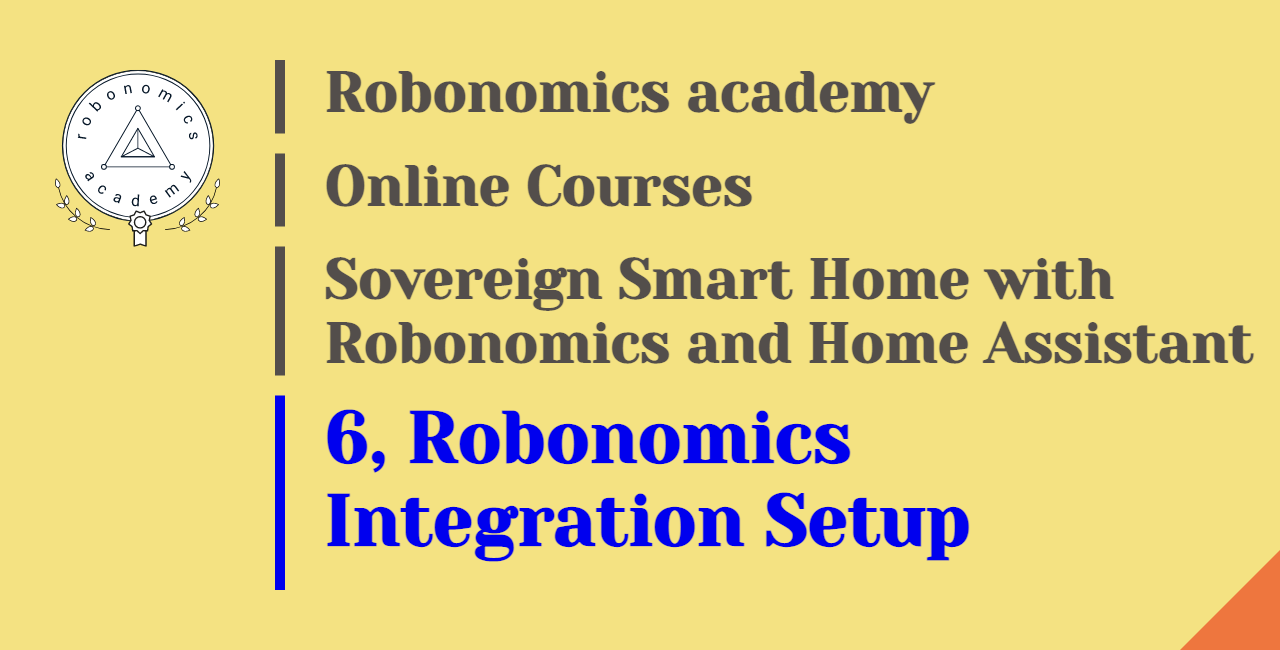 robonomics
academy
Robonomics academy
Online Courses
Sovereign Smart Home with
Robonomics and Home Assistant
6, Robonomics
Integration Setup